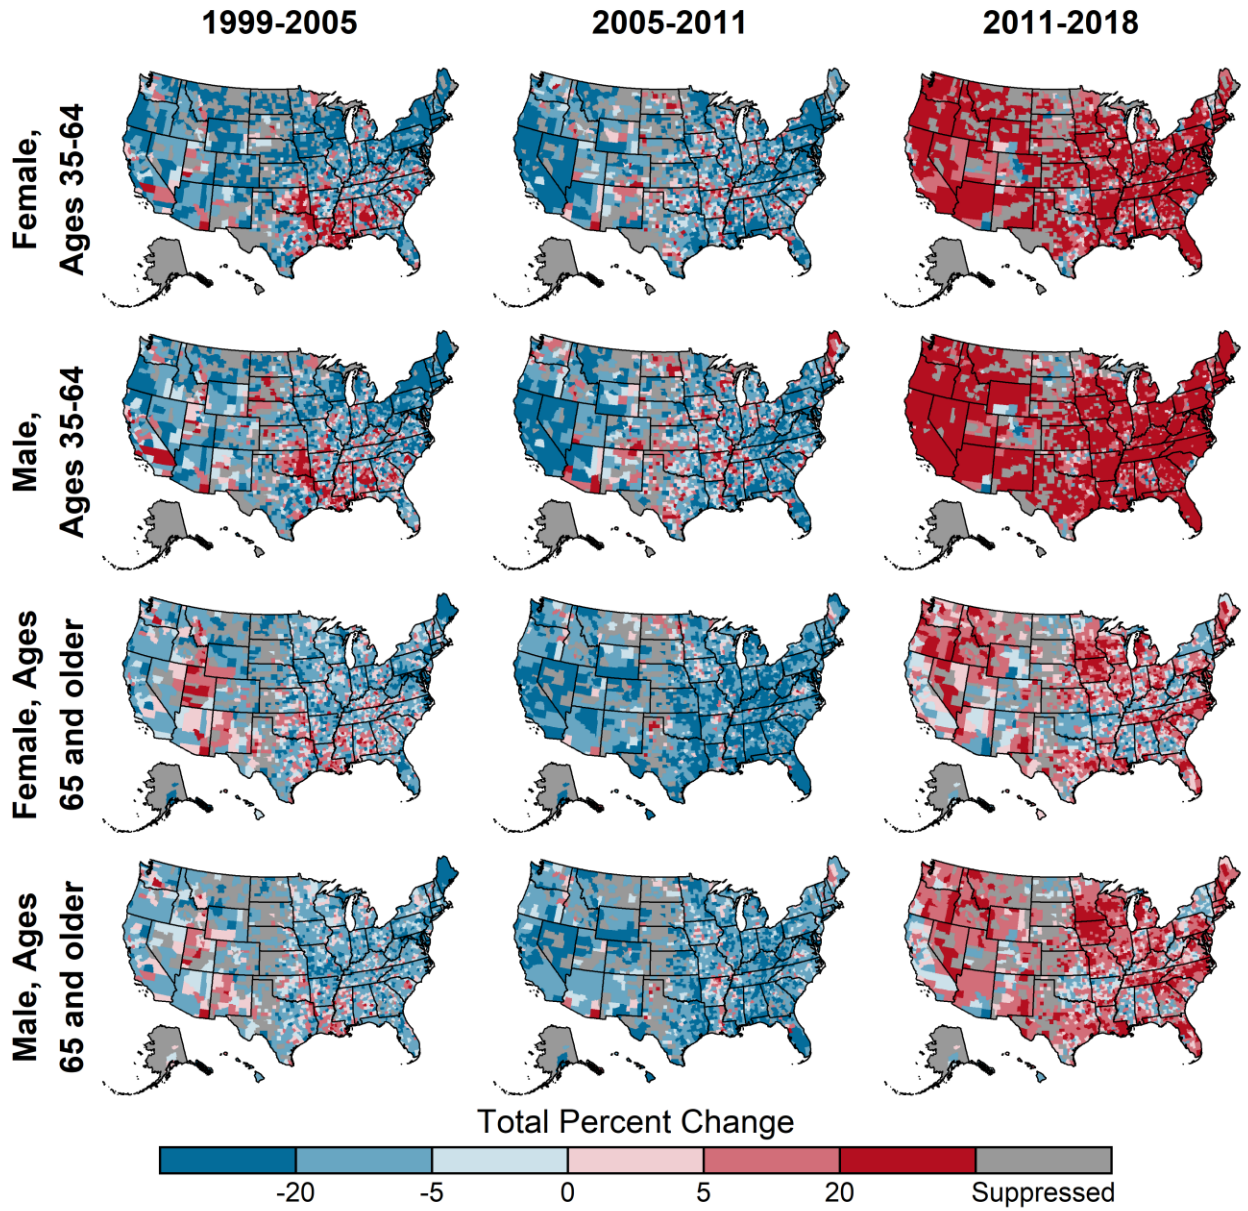 1999-2005
2005-2011
2011-2018
Female,
Ages 35-64
Male,
Ages 35-64
Female, Ages
65 and older
Male, Ages
65 and older
Total Percent Change
-20
-5
0
5
20
Suppressed